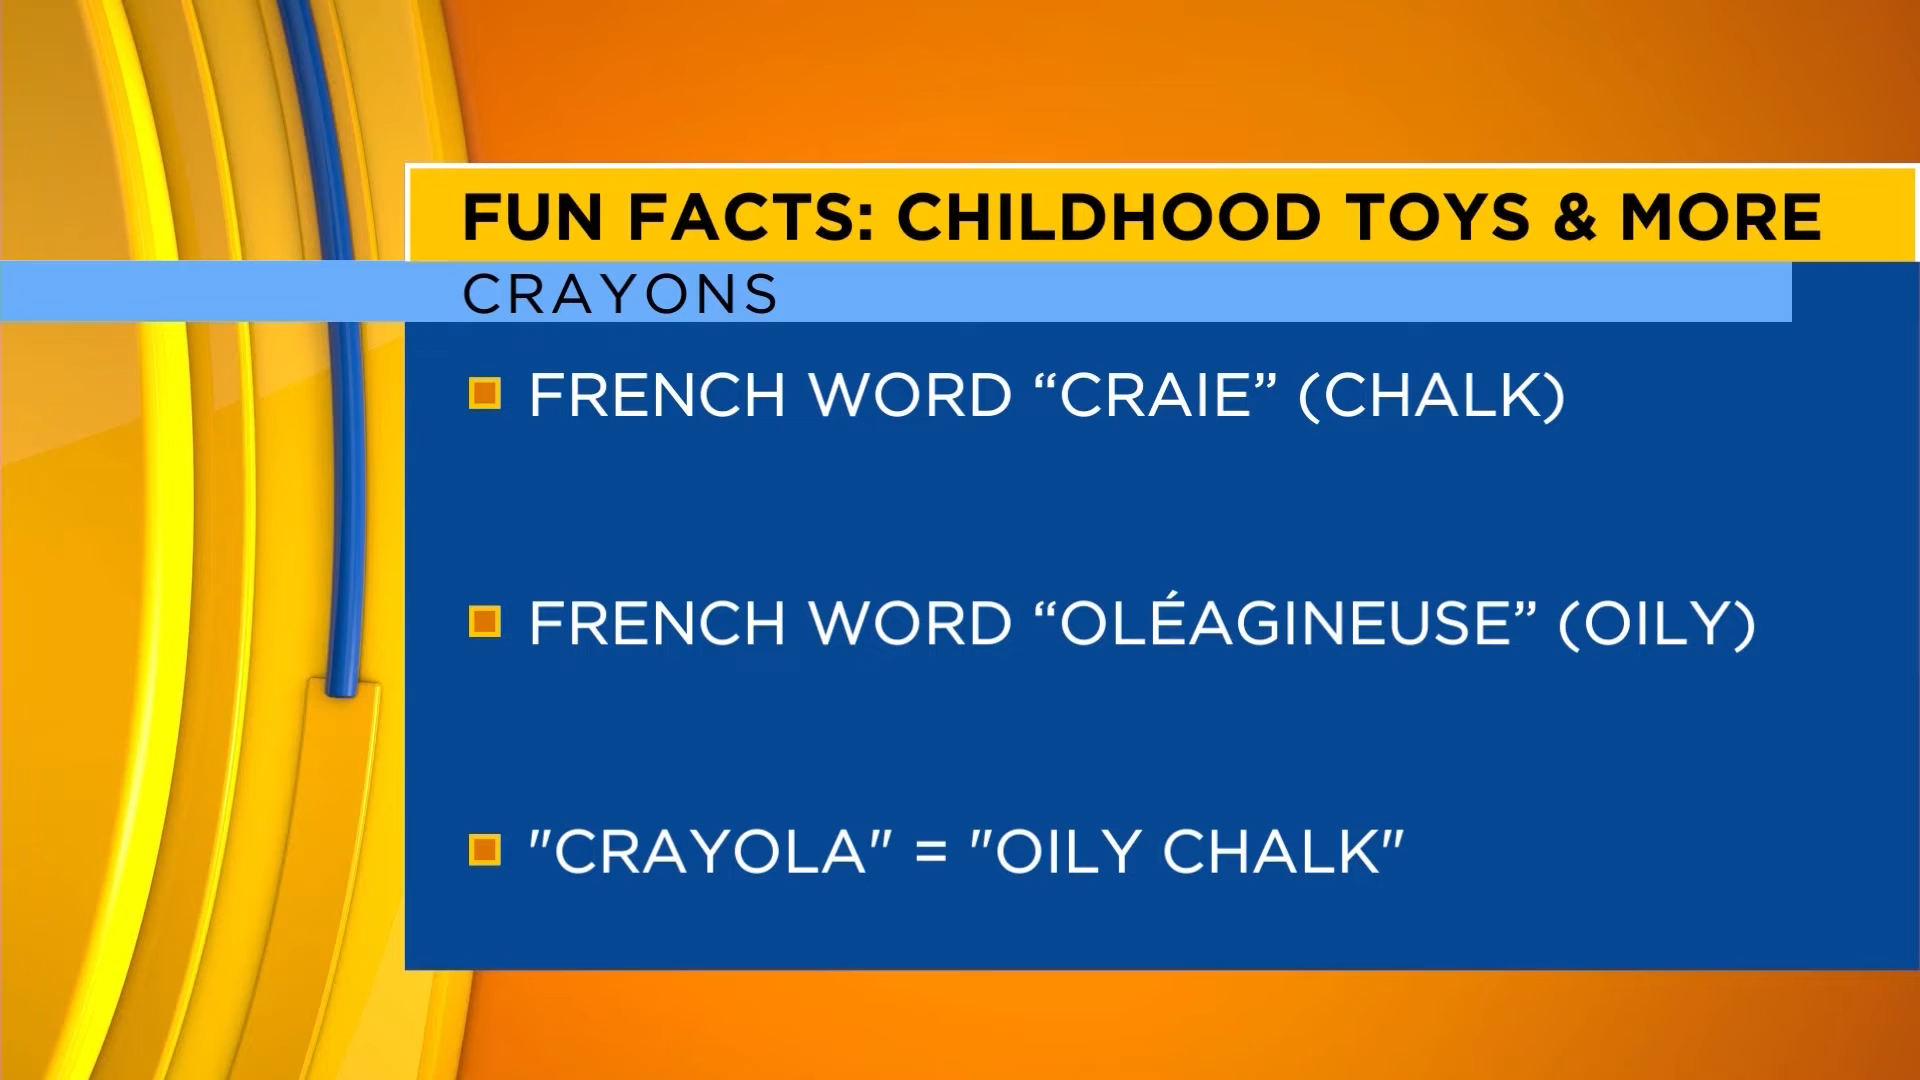 FUN FACTS: CHILDHOOD TOYS & MORE
CRAYONS
FRENCH WORD “CRAIE” (CHALK)
FRENCH WORD “OLÉAGINEUSE” (OILY)
"CRAYOLA" = "OILY CHALK"